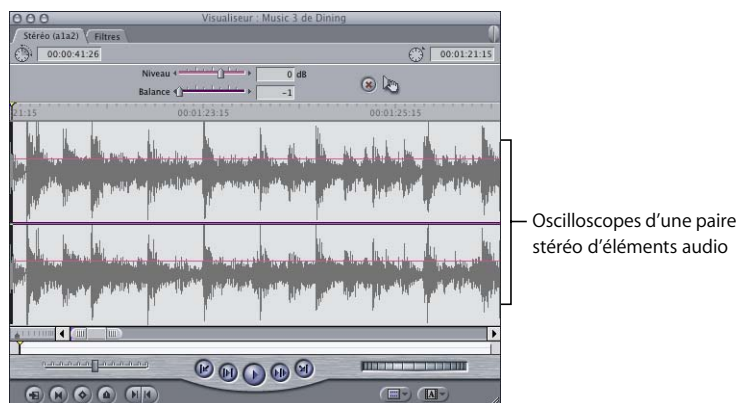 Visualiseur : Music 3 de Dining
Stéréo (a1a2) Filtres
00:00:41:26 00:01:21:15
Niveau 0 dB
Balance -1
21:15 00:01:23:15 00:01:25:15
Oscilloscopes d’une paire
stéréo d’éléments audio
A